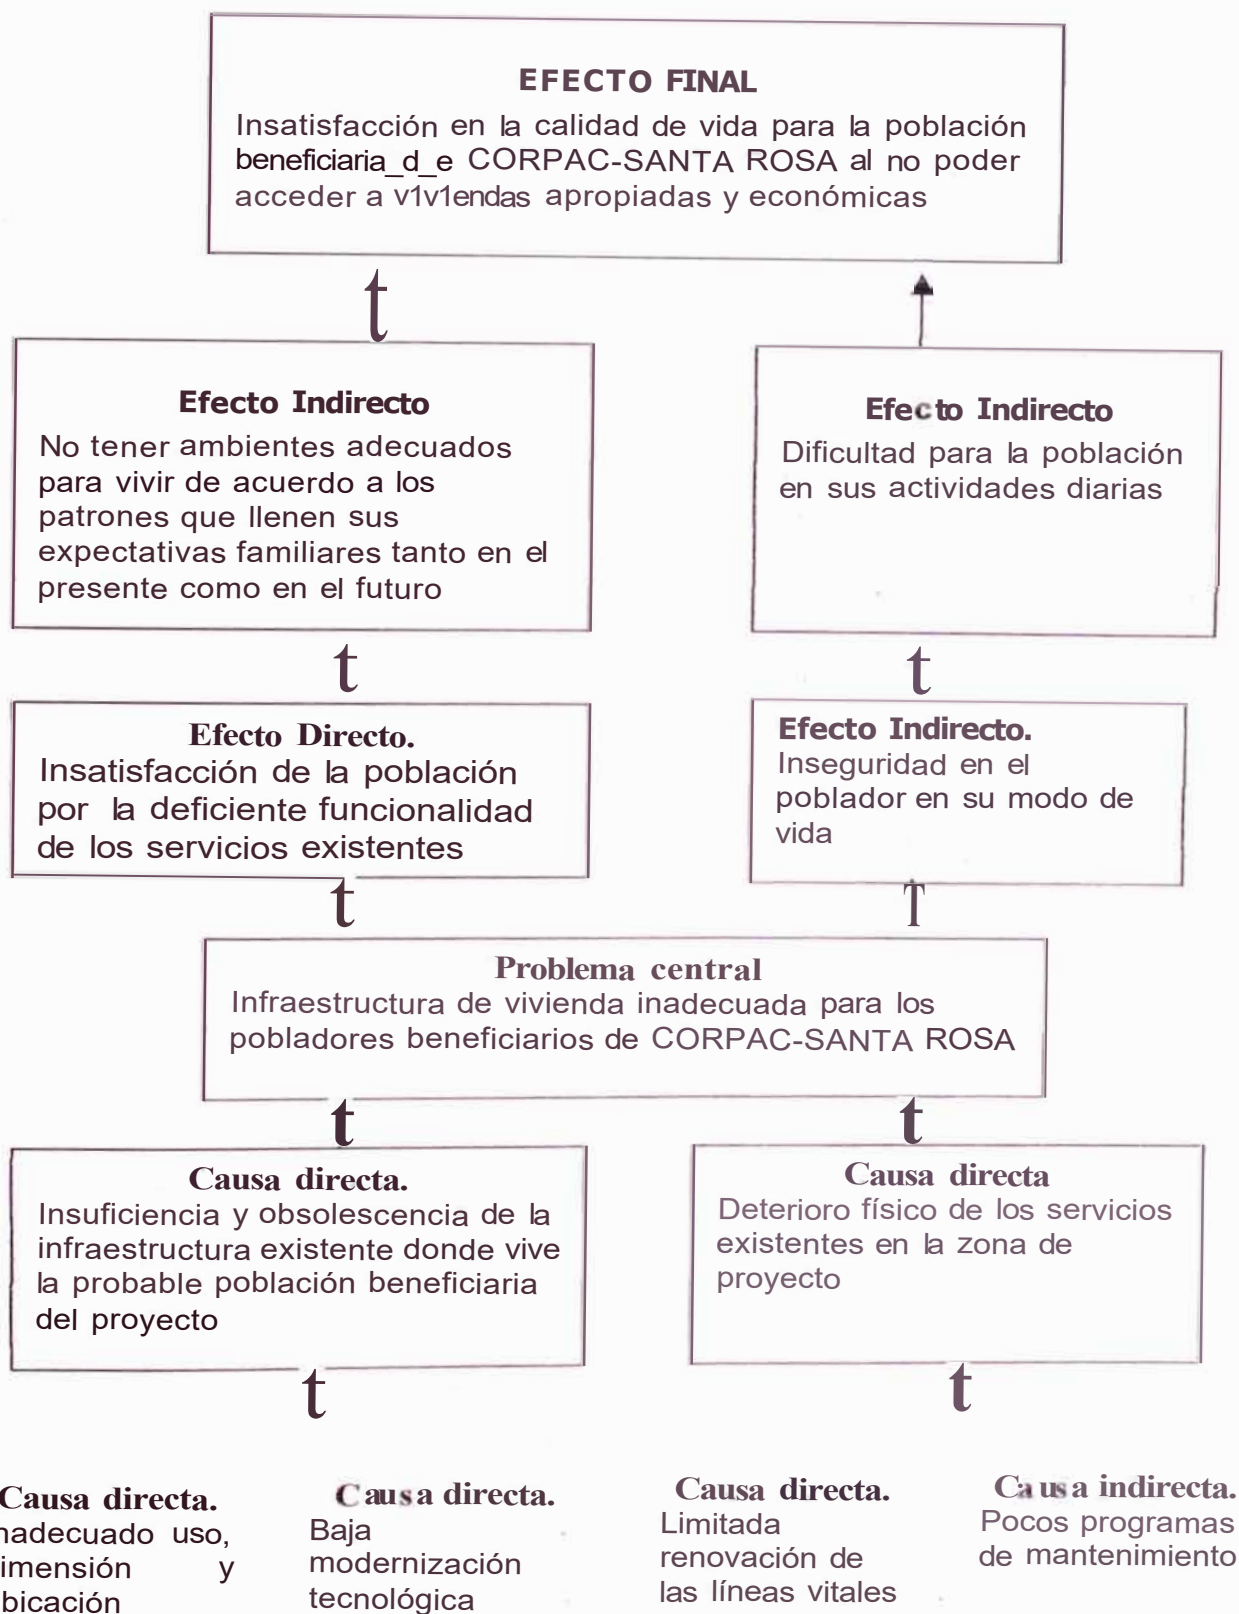 EFECTO FINAL
Insatisfacción en la calidad de vida para la población
beneficiaria_d_e CORPAC-SANTA ROSA al no poder
acceder a v1v1endas apropiadas y económicas
t
Efecto Indirecto
No tener ambientes adecuados
para vivir de acuerdo a los
patrones que llenen sus
expectativas familiares tanto en el
presente como en el futuro
Efecto Indirecto
Dificultad para la población
en sus actividades diarias
t
t
Efecto Directo.
Insatisfacción de la población
por la deficiente funcionalidad
de los servicios existentes
Efecto Indirecto.
Inseguridad en el
poblador en su modo de
vida
t
T
Problema central
Infraestructura de vivienda inadecuada para los
pobladores beneficiarios de CORPAC-SANTA ROSA
t
t
Causa directa.
Insuficiencia y obsolescencia de la
infraestructura existente donde vive
la probable población beneficiaria
del proyecto
Causa directa
Deterioro físico de los servicios
existentes en la zona de
proyecto
t
t
Causa directa.
nadecuado uso,
imensión y
bicación
Causa directa.
Baja
modernización
tecnológica
Causa directa.
Limitada
renovación de
las líneas vitales
Causa indirecta.
Pocos programas
de mantenimiento